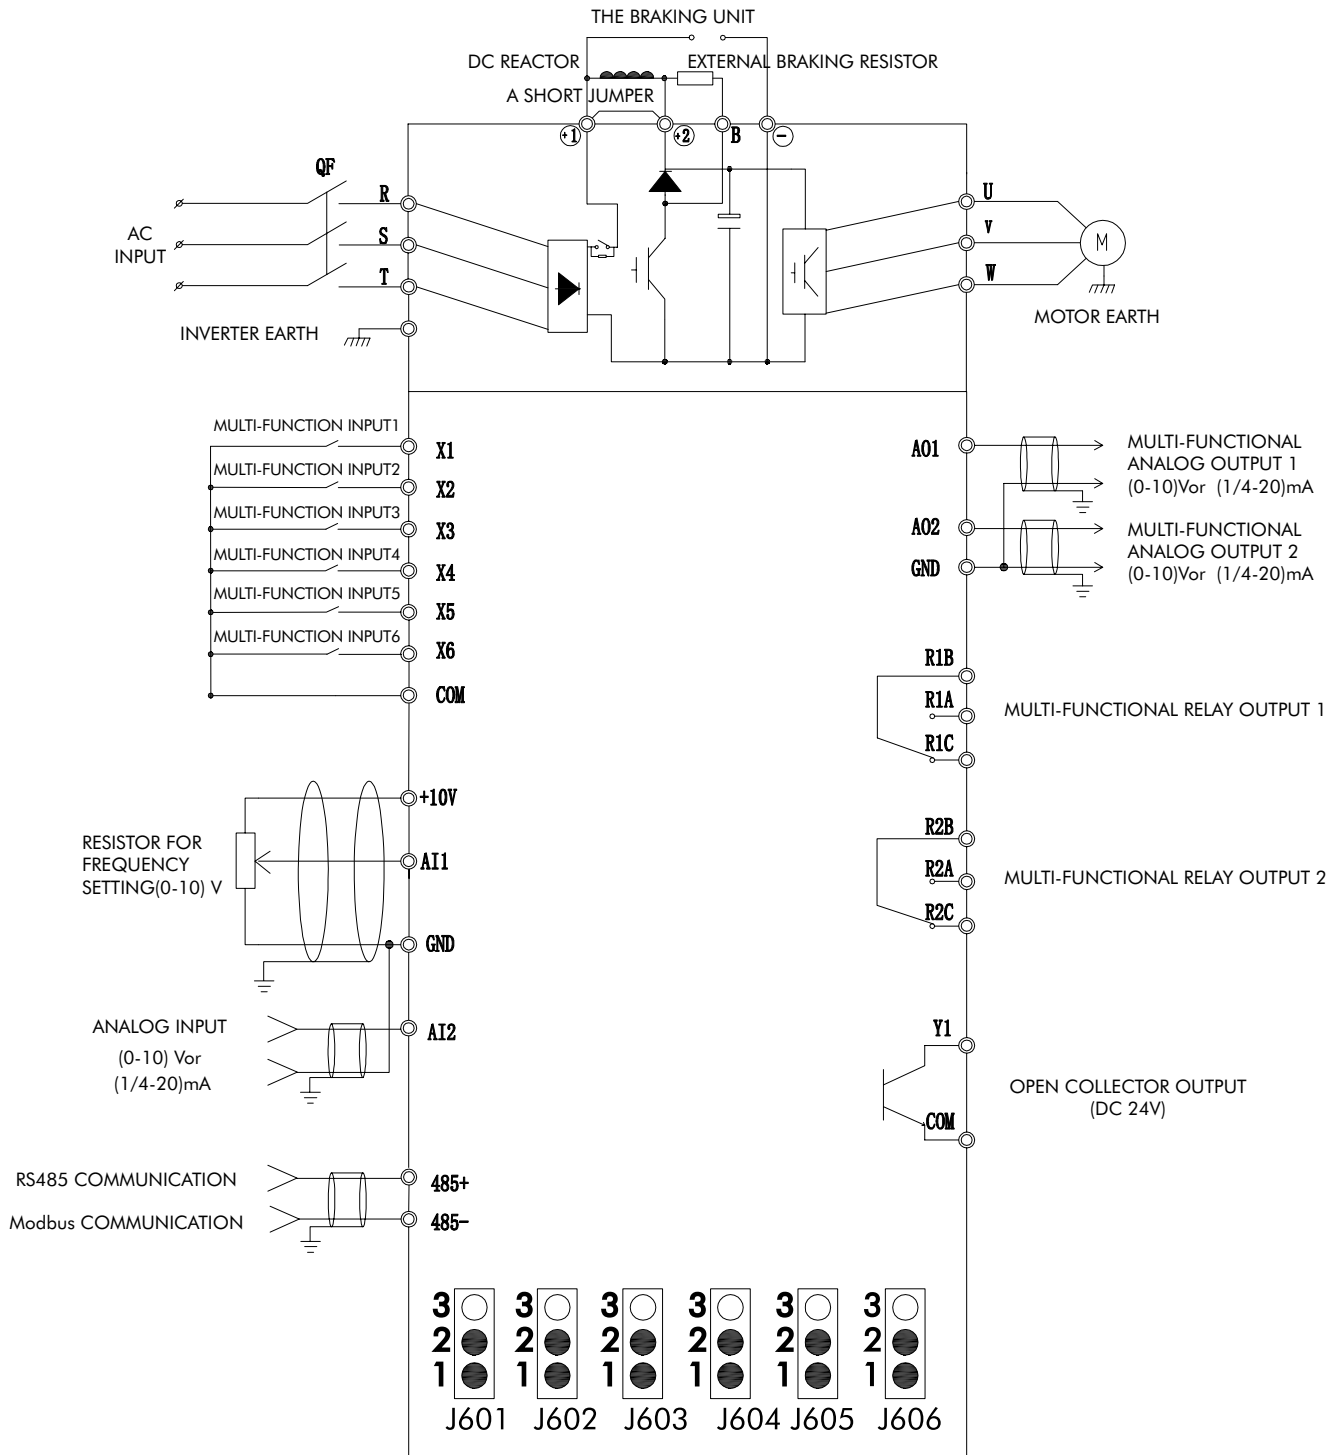 THE BRAKING UNIT
DC REACTOR
EXTERNAL BRAKING RESISTOR
A SHORT JUMPER
+1
+2
B
-
QF
R
S
T
AC
INPUT
INVERTER EARTH
U
V
W
M
MOTOR EARTH
MULTI-FUNCTION INPUT1
X1
MULTI-FUNCTION INPUT2
X2
MULTI-FUNCTION INPUT3
X3
MULTI-FUNCTION INPUT4
X4
MULTI-FUNCTION INPUT5
X5
MULTI-FUNCTION INPUT6
X6
COM
AO1
MULTI-FUNCTIONAL
ANALOG OUTPUT 1
(0-10)Vor (1/4-20)mA
AO2
GND
MULTI-FUNCTIONAL
ANALOG OUTPUT 2
(0-10)Vor (1/4-20)mA
R1B
R1A
R1C
MULTI-FUNCTIONAL RELAY OUTPUT 1
+10V
RESISTOR FOR
FREQUENCY
SETTING(0-10) V
AI1
GND
R2B
R2A
R2C
MULTI-FUNCTIONAL RELAY OUTPUT 2
ANALOG INPUT
(0-10) Vor
(1/4-20)mA
AI2
Y1
COM
OPEN COLLECTOR OUTPUT
(DC 24V)
RS485 COMMUNICATION
485+
Modbus COMMUNICATION
485-
3 3 3 3 3 3
2 2 2 2 2 2
1 1 1 1 1 1
J601 J602 J603 J604 J605 J606